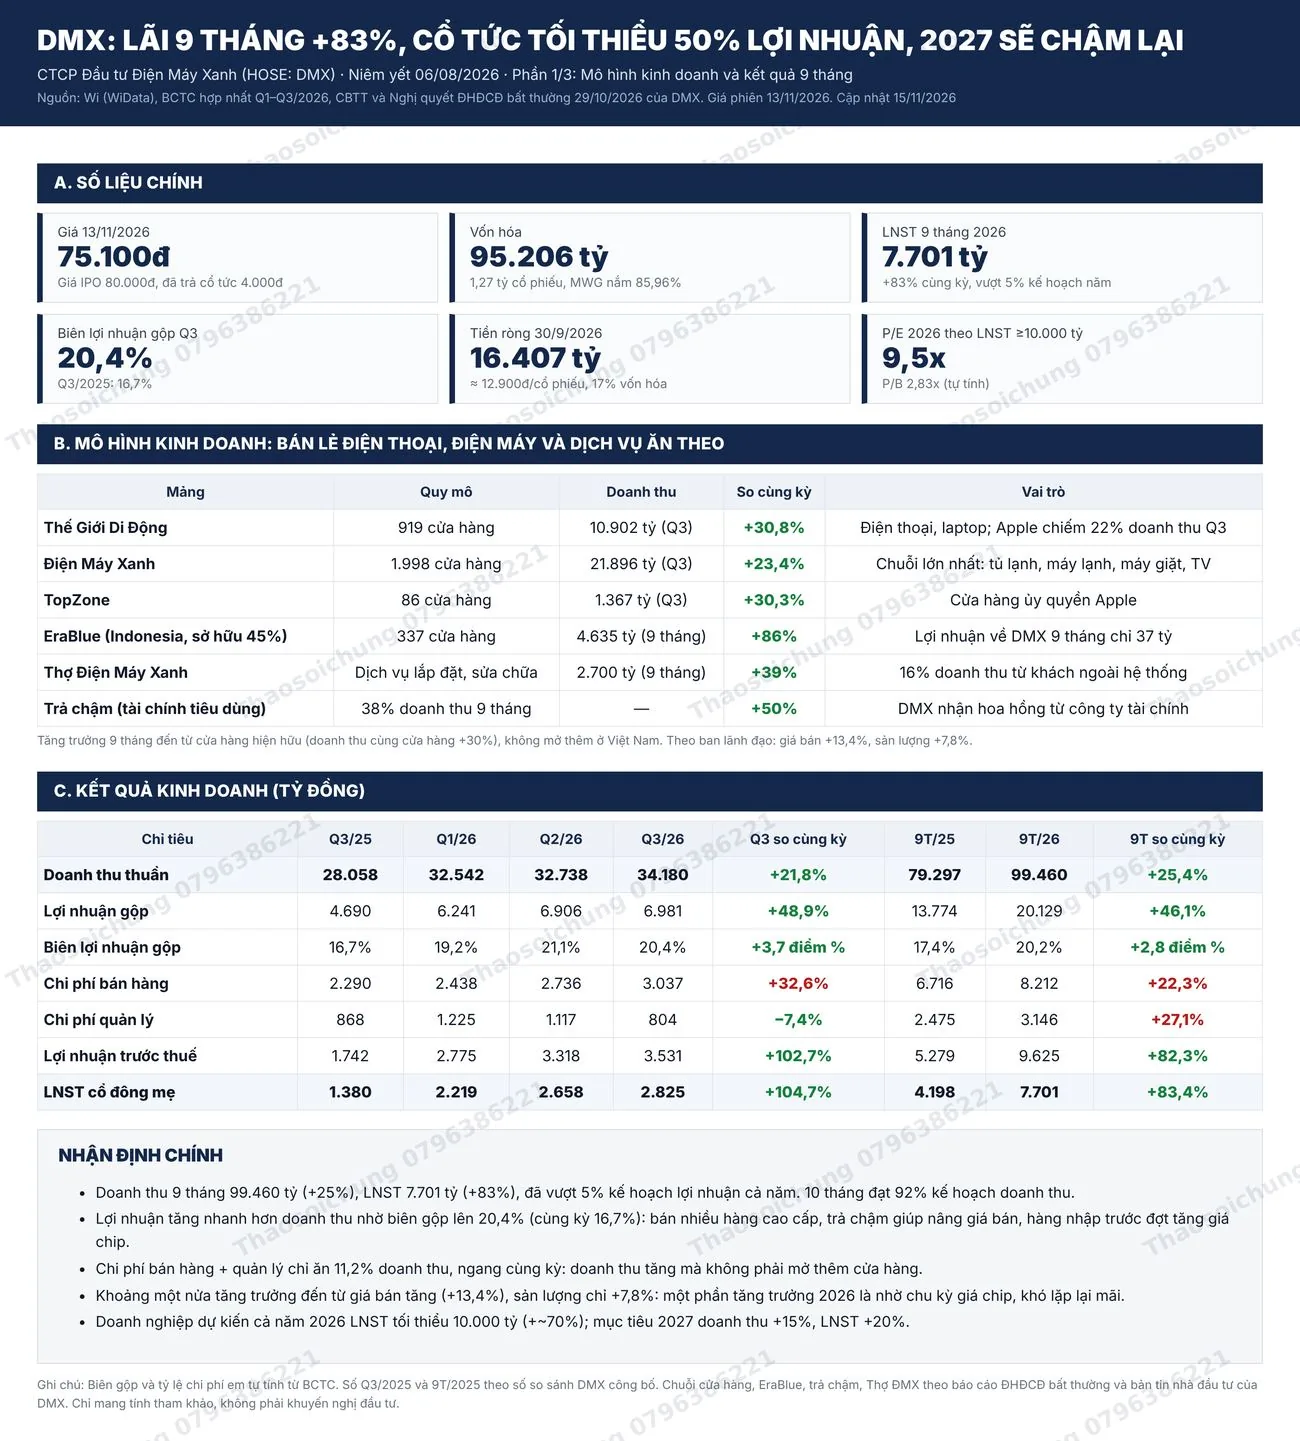 DMX: LÃI 9 THÁNG +83%, CỔ TỨC TỐI THIỂU 50% LỢI NHUẬN, 2027 SẼ CHẬM LẠI
CTCP Đầu tư Điện Máy Xanh (HOSE: DMX) · Niêm yết 06/08/2026 · Phần 1/3: Mô hình kinh doanh và kết quả 9 tháng
Nguồn: Wi (WiData), BCTC hợp nhất Q1–Q3/2026, CBTT và Nghị quyết ĐHĐCĐ bất thường 29/10/2026 của DMX. Giá phiên 13/11/2026. Cập nhật 15/11/2026
A. SỐ LIỆU CHÍNH
Giá 13/11/2026
75.100đ
Giá IPO 80.000đ, đã trả cổ tức 4.000đ
Vốn hóa
95.206 tỷ
1,27 tỷ cổ phiếu, MWG nắm 85,96%
LNST 9 tháng 2026
7.701 tỷ
+83% cùng kỳ, vượt 5% kế hoạch năm
Biên lợi nhuận gộp Q3
20,4%
Q3/2025: 16,7%
Tiền ròng 30/9/2026
16.407 tỷ
≈ 12.900đ/cổ phiếu, 17% vốn hóa
P/E 2026 theo LNST ≥10.000 tỷ
9,5x
P/B 2,83x (tự tính)
B. MÔ HÌNH KINH DOANH: BÁN LẺ ĐIỆN THOẠI, ĐIỆN MÁY VÀ DỊCH VỤ ĂN THEO
Mảng Quy mô Doanh thu So cùng kỳ Vai trò
Thế Giới Di Động 919 cửa hàng 10.902 tỷ (Q3) +30,8% Điện thoại, laptop; Apple chiếm 22% doanh thu Q3
Điện Máy Xanh 1.998 cửa hàng 21.896 tỷ (Q3) +23,4% Chuỗi lớn nhất: tủ lạnh, máy lạnh, máy giặt, TV
TopZone 86 cửa hàng 1.367 tỷ (Q3) +30,3% Cửa hàng ủy quyền Apple
EraBlue (Indonesia, sở hữu 45%) 337 cửa hàng 4.635 tỷ (9 tháng) +86% Lợi nhuận về DMX 9 tháng chỉ 37 tỷ
Thợ Điện Máy Xanh Dịch vụ lắp đặt, sửa chữa 2.700 tỷ (9 tháng) +39% 16% doanh thu từ khách ngoài hệ thống
Trả chậm (tài chính tiêu dùng) 38% doanh thu 9 tháng — +50% DMX nhận hoa hồng từ công ty tài chính
Tăng trưởng 9 tháng đến từ cửa hàng hiện hữu (doanh thu cùng cửa hàng +30%), không mở thêm ở Việt Nam. Theo ban lãnh đạo: giá bán +13,4%, sản lượng +7,8%.
C. KẾT QUẢ KINH DOANH (TỶ ĐỒNG)
Chỉ tiêu Q3/25 Q1/26 Q2/26 Q3/26 Q3 so cùng kỳ 9T/25 9T/26 9T so cùng kỳ
Doanh thu thuần 28.058 32.542 32.738 34.180 +21,8% 79.297 99.460 +25,4%
Lợi nhuận gộp 4.690 6.241 6.906 6.981 +48,9% 13.774 20.129 +46,1%
Biên lợi nhuận gộp 16,7% 19,2% 21,1% 20,4% +3,7 điểm % 17,4% 20,2% +2,8 điểm %
Chi phí bán hàng 2.290 2.438 2.736 3.037 +32,6% 6.716 8.212 +22,3%
Chi phí quản lý 868 1.225 1.117 804 −7,4% 2.475 3.146 +27,1%
Lợi nhuận trước thuế 1.742 2.775 3.318 3.531 +102,7% 5.279 9.625 +82,3%
LNST cổ đông mẹ 1.380 2.219 2.658 2.825 +104,7% 4.198 7.701 +83,4%
NHẬN ĐỊNH CHÍNH
• Doanh thu 9 tháng 99.460 tỷ (+25%), LNST 7.701 tỷ (+83%), đã vượt 5% kế hoạch lợi nhuận cả năm. 10 tháng đạt 92% kế hoạch doanh thu.
• Lợi nhuận tăng nhanh hơn doanh thu nhờ biên gộp lên 20,4% (cùng kỳ 16,7%): bán nhiều hàng cao cấp, trả chậm giúp nâng giá bán, hàng nhập trước đợt tăng giá
chip.
• Chi phí bán hàng + quản lý chỉ ăn 11,2% doanh thu, ngang cùng kỳ: doanh thu tăng mà không phải mở thêm cửa hàng.
• Khoảng một nửa tăng trưởng đến từ giá bán tăng (+13,4%), sản lượng chỉ +7,8%: một phần tăng trưởng 2026 là nhờ chu kỳ giá chip, khó lặp lại mãi.
• Doanh nghiệp dự kiến cả năm 2026 LNST tối thiểu 10.000 tỷ (+~70%); mục tiêu 2027 doanh thu +15%, LNST +20%.
Ghi chú: Biên gộp và tỷ lệ chi phí em tự tính từ BCTC. Số Q3/2025 và 9T/2025 theo số so sánh DMX công bố. Chuỗi cửa hàng, EraBlue, trả chậm, Thợ ĐMX theo báo cáo ĐHĐCĐ bất thường và bản tin nhà đầu tư của
DMX. Chỉ mang tính tham khảo, không phải khuyến nghị đầu tư.
Thaosoichung 0796386221